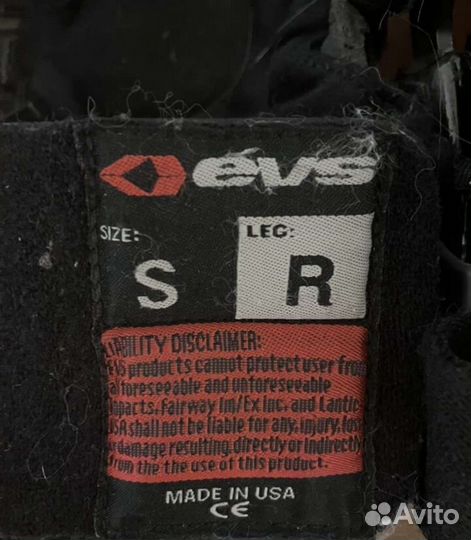 evs
SIZE: LEG:
S R
LIABILITY DISCLAIMER:
EVS products cannot protect user from
all foreseeable and unforeseeable
impacts. Fairway Im/Ex Inc. and Lantic
USA shall not be liable for any, injury, loss
or damage resulting, directly or indirectly
from the the use of this product.
MADE IN USA
CE
Avito